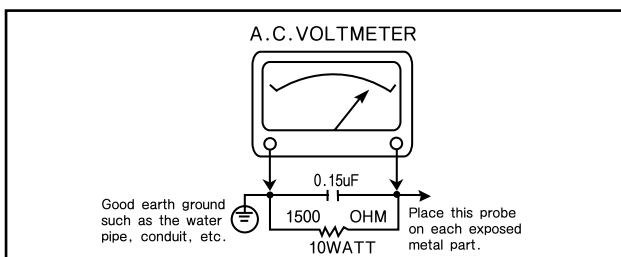 A.C.VOLTMETER
0.15uF
Good earth ground
such as the water
pipe, conduit, etc.
1500 OHM
10WATT
Place this probe
on each exposed
metal part.